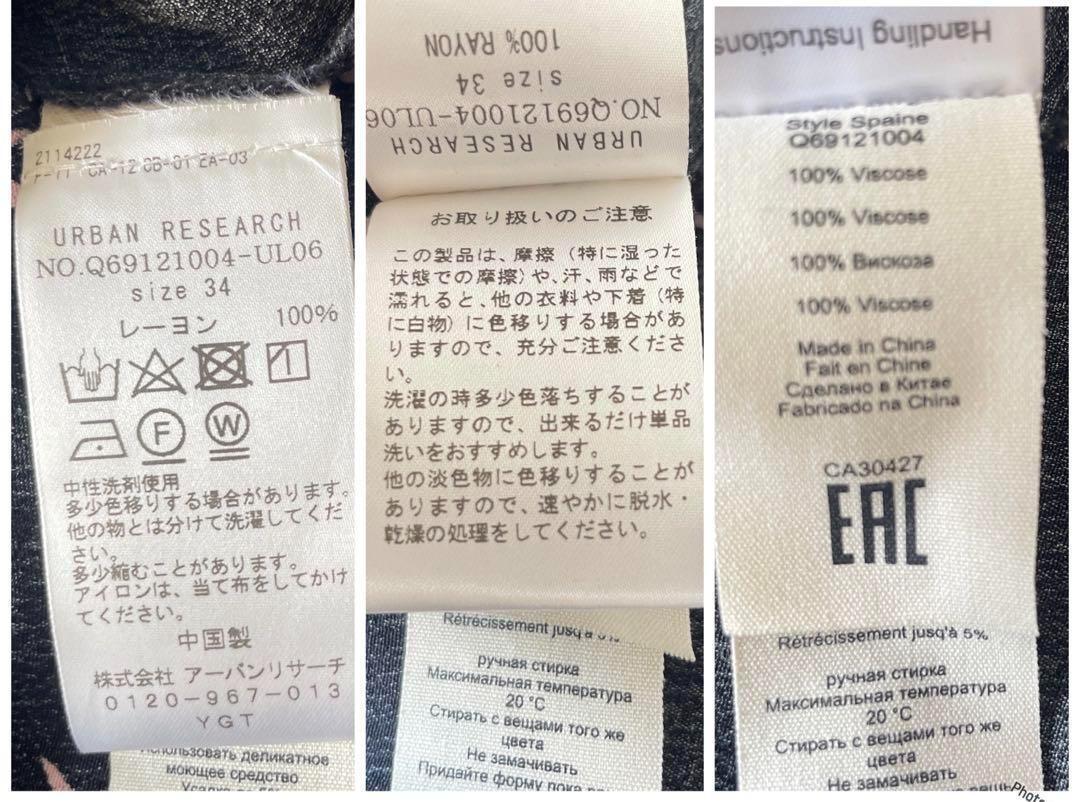 2114222
URBAN RESEARCH
NO.Q69121004-UL06
size 34
レーヨン 100%
F
W
中性洗剤使用
多少色移りする場合があります。
他の物とは分けて洗濯してくだ
さい。
多少縮むことがあります。
アイロンは、当て布をしてかけ
てください。
中国製
株式会社 アーバンリサーチ
0120-967-013
YGT
Использовать деликатное
моющее средство
URBAN RESEARCH
NO.Q69121004-UL06
size 34
100% RAYON
お取り扱いのご注意
この製品は、摩擦（特に湿った
状態での摩擦）や、汗、雨などで
濡れると、他の衣料や下着（特
に白物）に色移りする場合があ
りますので、充分ご注意くださ
い。
洗濯の時多少色落ちすることが
ありますので、出来るだけ単品
洗いをおすすめします。
他の淡色物に色移りすることが
ありますので、速やかに脱水・
乾燥の処理をしてください。
Rétrécissement jusqu'à 5%
ручная стирка
Максимальная температура
20 °C
Стирать с вещами того же
цвета
Не замачивать
Придайте форму пока
Handling Instructions
Style Spaine
Q69121004
100% Viscose
100% Viscose
100% Вискоза
100% Viscose
Made in China
Fait en Chine
Сделано в Китае
Fabricado na China
CA30427
EAC
Rétrécissement jusqu'à 5%
ручная стирка
Максимальная температура
20 °C
Стирать с вещами того же
цвета
Не замачивать